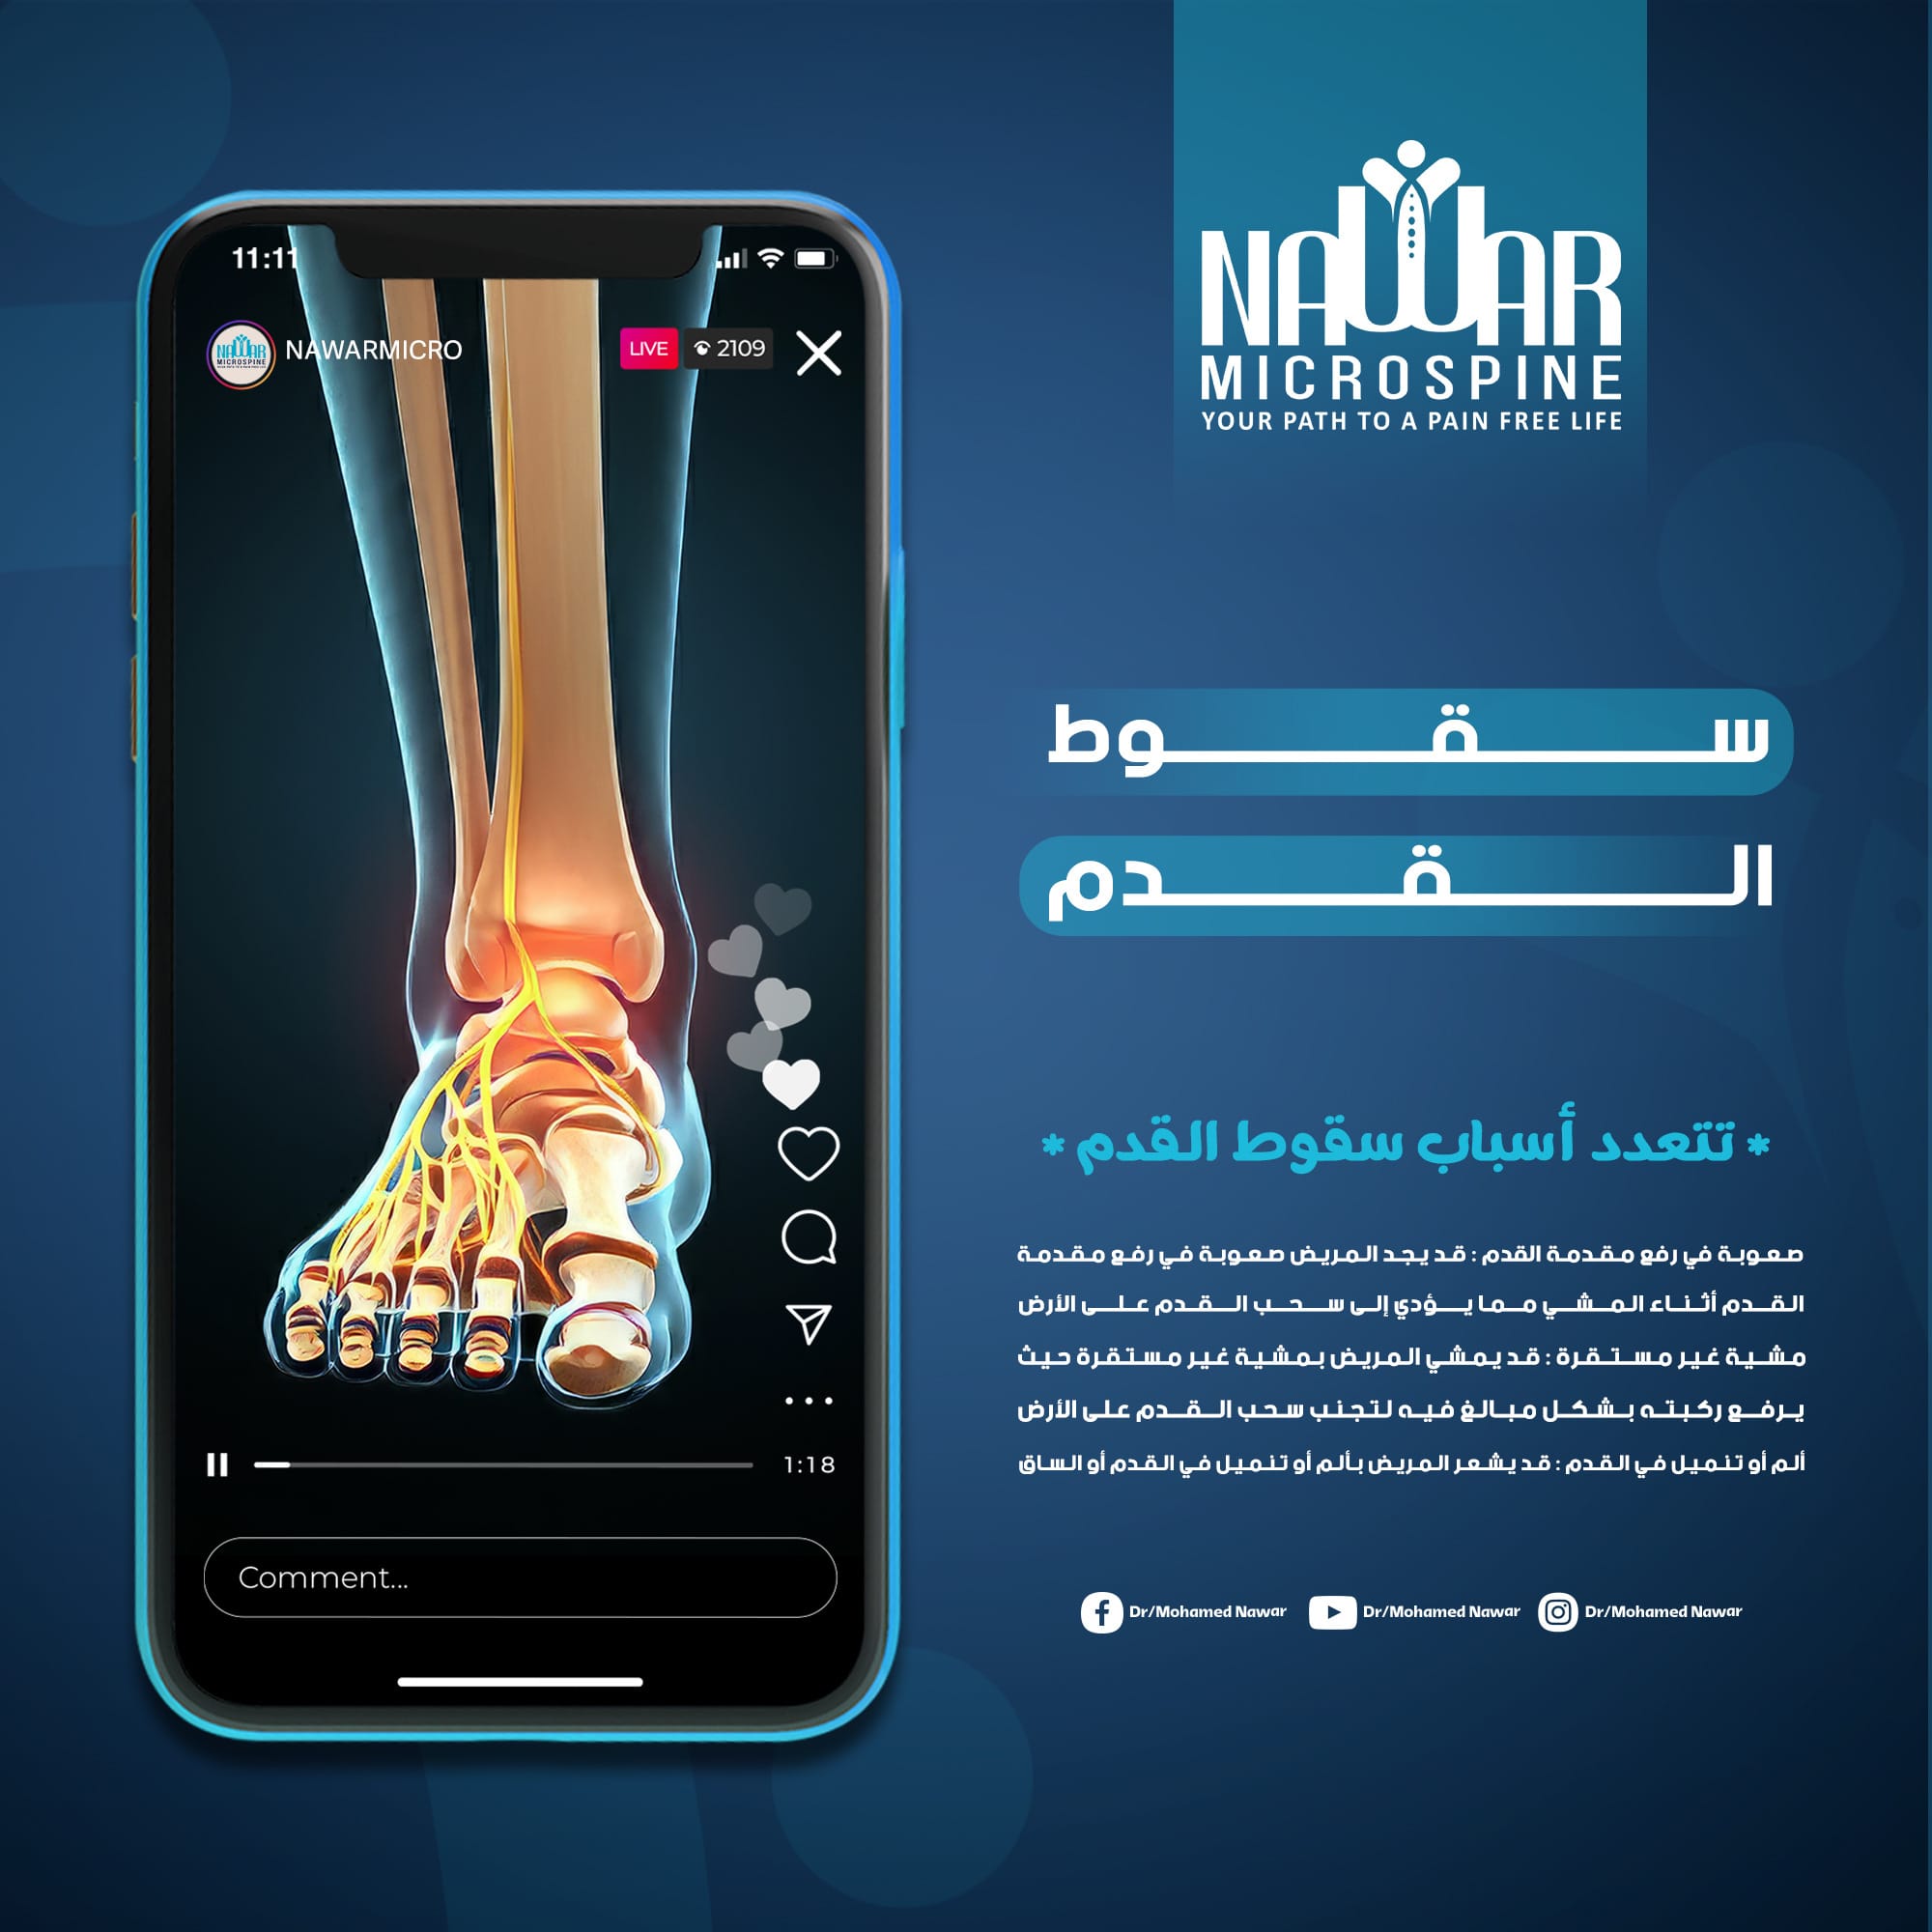 NAWAR
MICROSPINE
YOUR PATH TO A PAIN FREE LIFE
11:11
NAWAR
MICROSPINE
NAWARMICRO
LIVE
2109
سقوط
القدم
* تتعدد أسباب سقوط القدم *
صعوبة في رفع مقدمة القدم : قد يجد المريض صعوبة في رفع مقدمة
القدم أثناء المشي مما يؤدي إلى سحب القدم على الأرض
مشية غير مستقرة : قد يمشي المريض بمشية غير مستقرة حيث
يرفع ركبته بشكل مبالغ فيه لتجنب سحب القدم على الأرض
ألم أو تنميل في القدم : قد يشعر المريض بألم أو تنميل في القدم أو الساق
1:18
Comment...
Dr/Mohamed Nawar
Dr/Mohamed Nawar
Dr/Mohamed Nawar